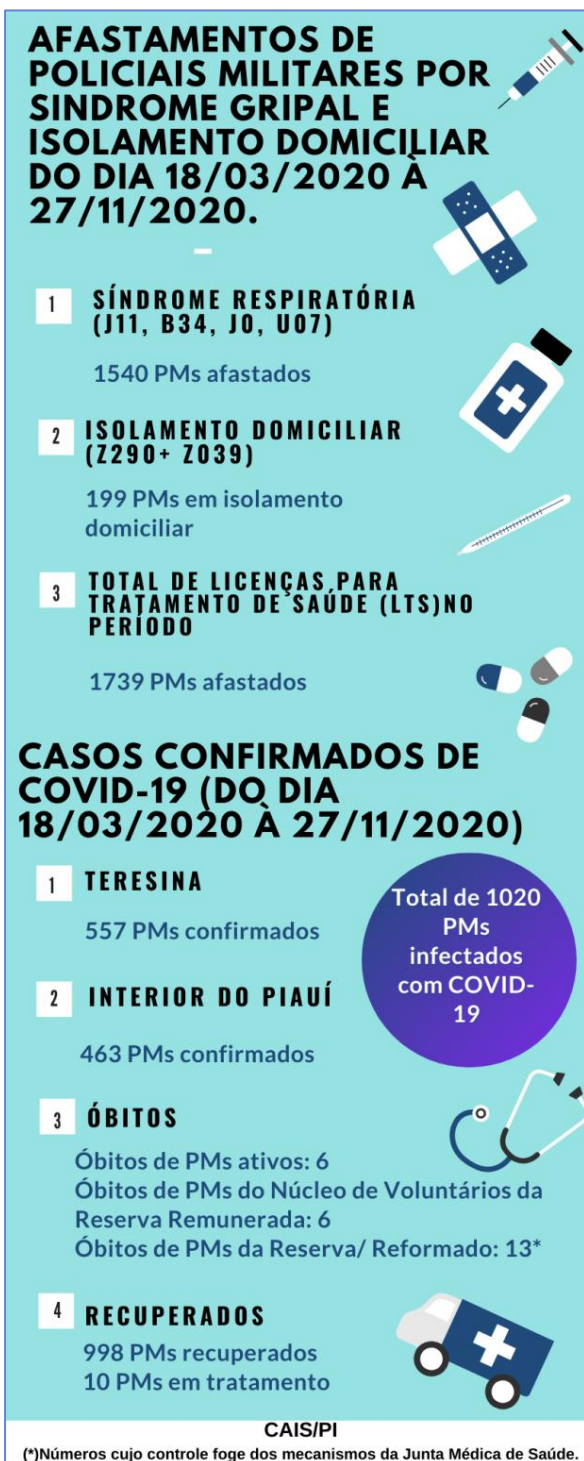 AFASTAMENTOS DE
POLICIAIS MILITARES POR
SINDROME GRIPAL E
ISOLAMENTO DOMICILIAR
DO DIA 18/03/2020 À
27/11/2020.
1 SÍNDROME RESPIRATÓRIA
(J11, B34, J0, U07)
1540 PMs afastados
2 ISOLAMENTO DOMICILIAR
(Z290+ Z039)
199 PMs em isolamento
domiciliar
3 TOTAL DE LICENÇAS PARA
TRATAMENTO DE SAÚDE (LTS)NO
PERÍODO
1739 PMs afastados
CASOS CONFIRMADOS DE
COVID-19 (DO DIA
18/03/2020 À 27/11/2020)
1 TERESINA
557 PMs confirmados
Total de 1020
PMs
infectados
com COVID-
19
2 INTERIOR DO PIAUÍ
463 PMs confirmados
3 ÓBITOS
Óbitos de PMs ativos: 6
Óbitos de PMs do Núcleo de Voluntários da
Reserva Remunerada: 6
Óbitos de PMs da Reserva/ Reformado: 13*
4 RECUPERADOS
998 PMs recuperados
10 PMs em tratamento
CAIS/PI
(*)Números cujo controle foge dos mecanismos da Junta Médica de Saúde.